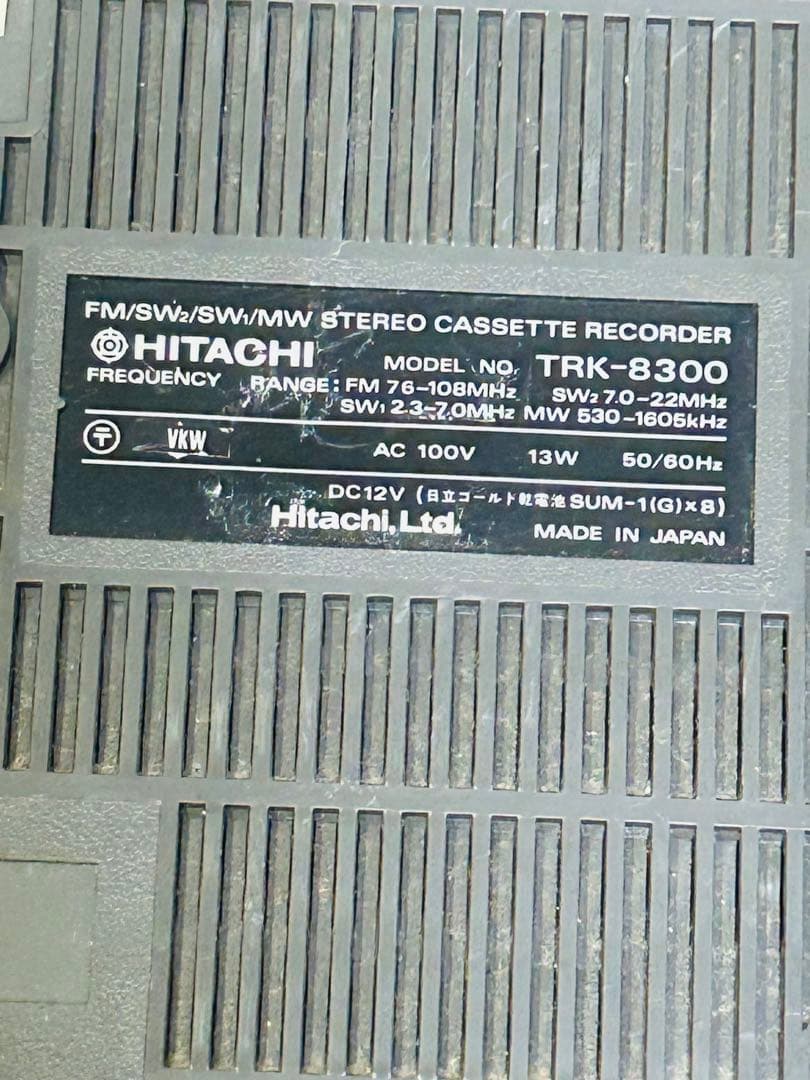 FM/SW₂/SW₁/MW STEREO CASSETTE RECORDER
HITACHI MODEL NO. TRK-8300
FREQUENCY RANGE: FM 76-108MHz SW₂ 7.0-22MHz
SW₁ 2.3-7.0MHz MW 530-1605kHz
〒 VKW AC 100V 13W 50/60Hz
DC12V (日立ゴールド乾電池 SUM-1(G)×8)
Hitachi, Ltd. MADE IN JAPAN